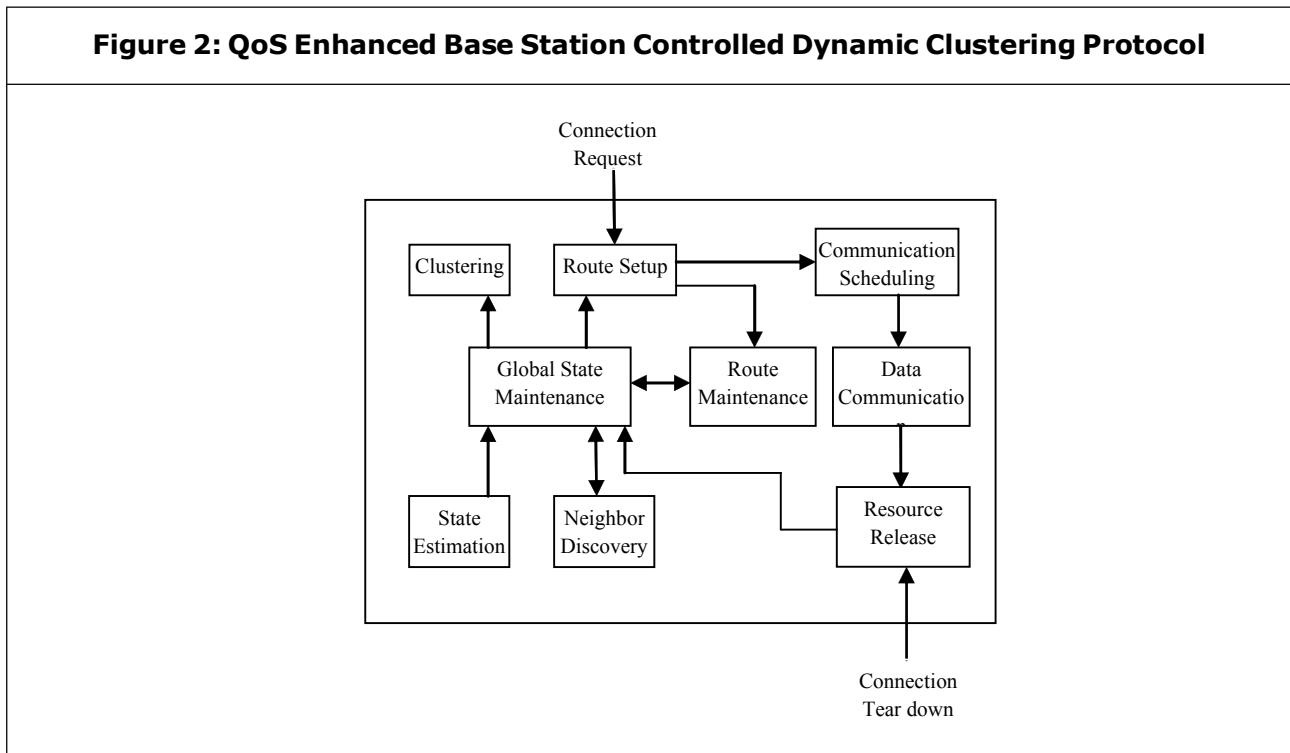 Figure 2: QoS Enhanced Base Station Controlled Dynamic Clustering Protocol
Connection
Request
Clustering
Route Setup
Communication
Scheduling
Global State
Maintenance
Route
Maintenance
Data
Communicatio
State
Estimation
Neighbor
Discovery
Resource
Release
Connection
Tear down